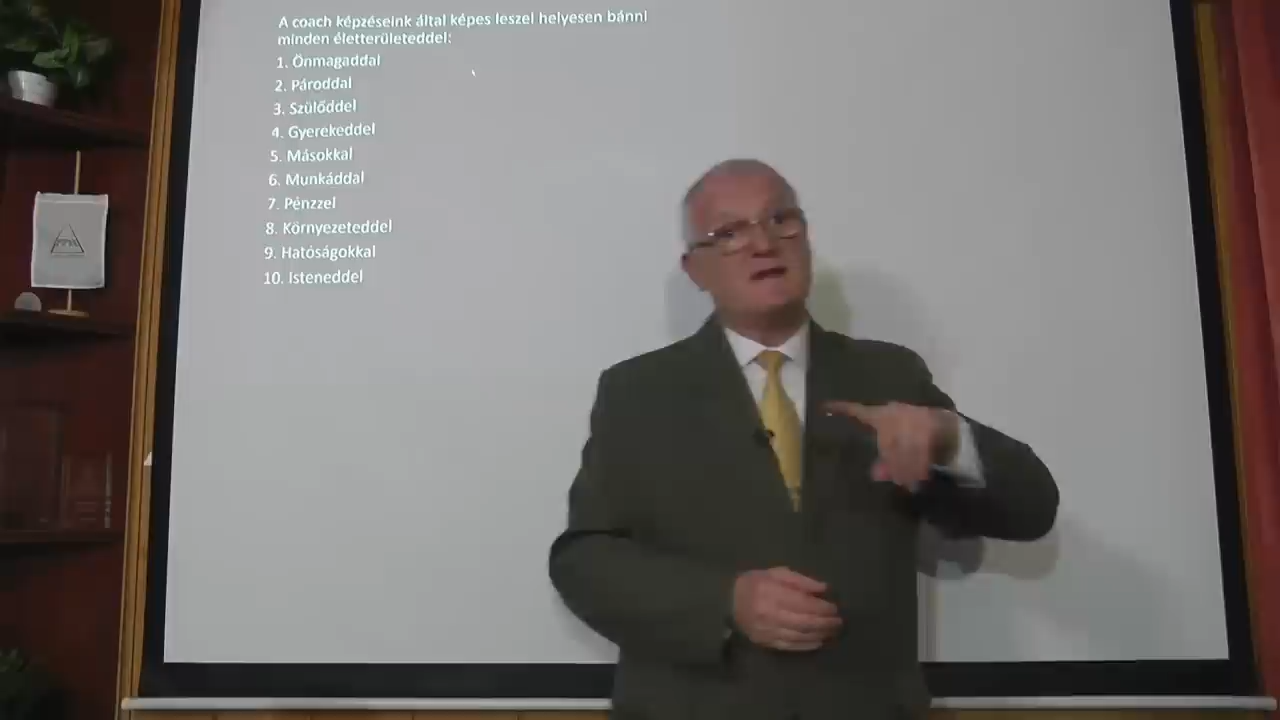 A coach képzéseink által képes leszel helyesen bánni
minden életterületeddel:
1. Önmagaddal
2. Pároddal
3. Szülőddel
4. Gyerekeddel
5. Másokkal
6. Munkáddal
7. Pénzzel
8. Környezeteddel
9. Hatóságokkal
10. Isteneddel